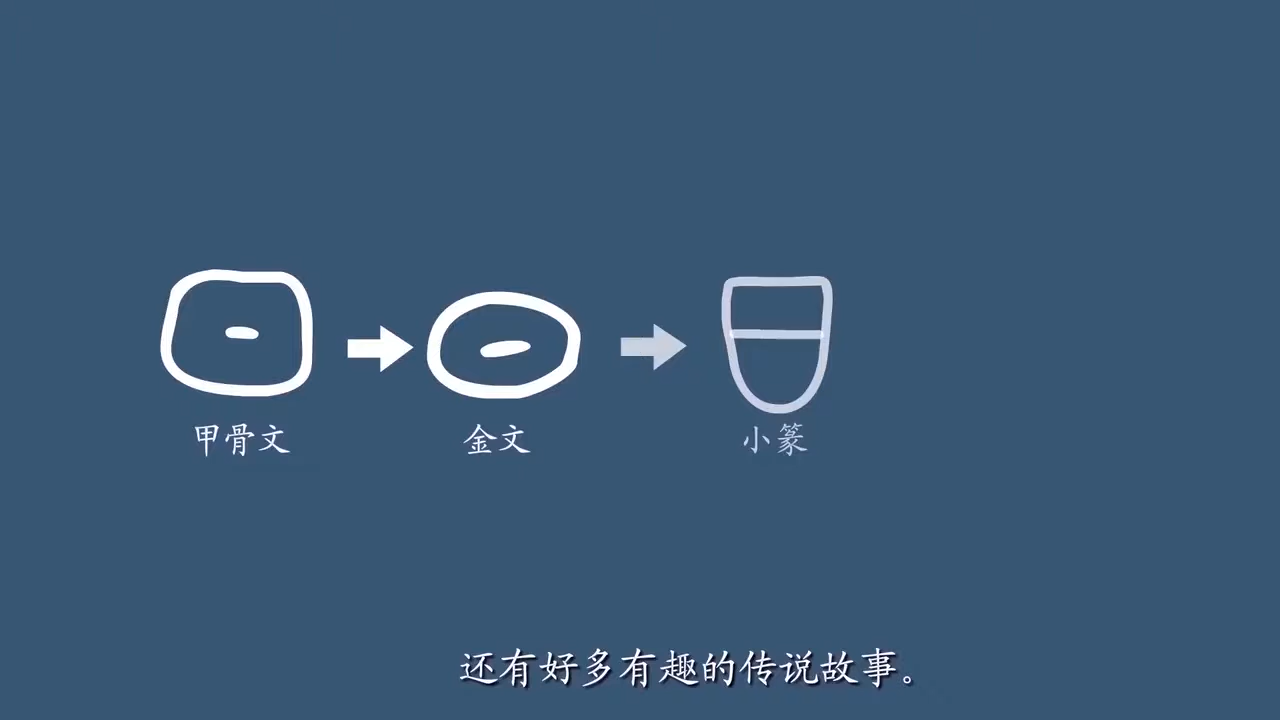 甲骨文
金文
小篆
还有好多有趣的传说故事。